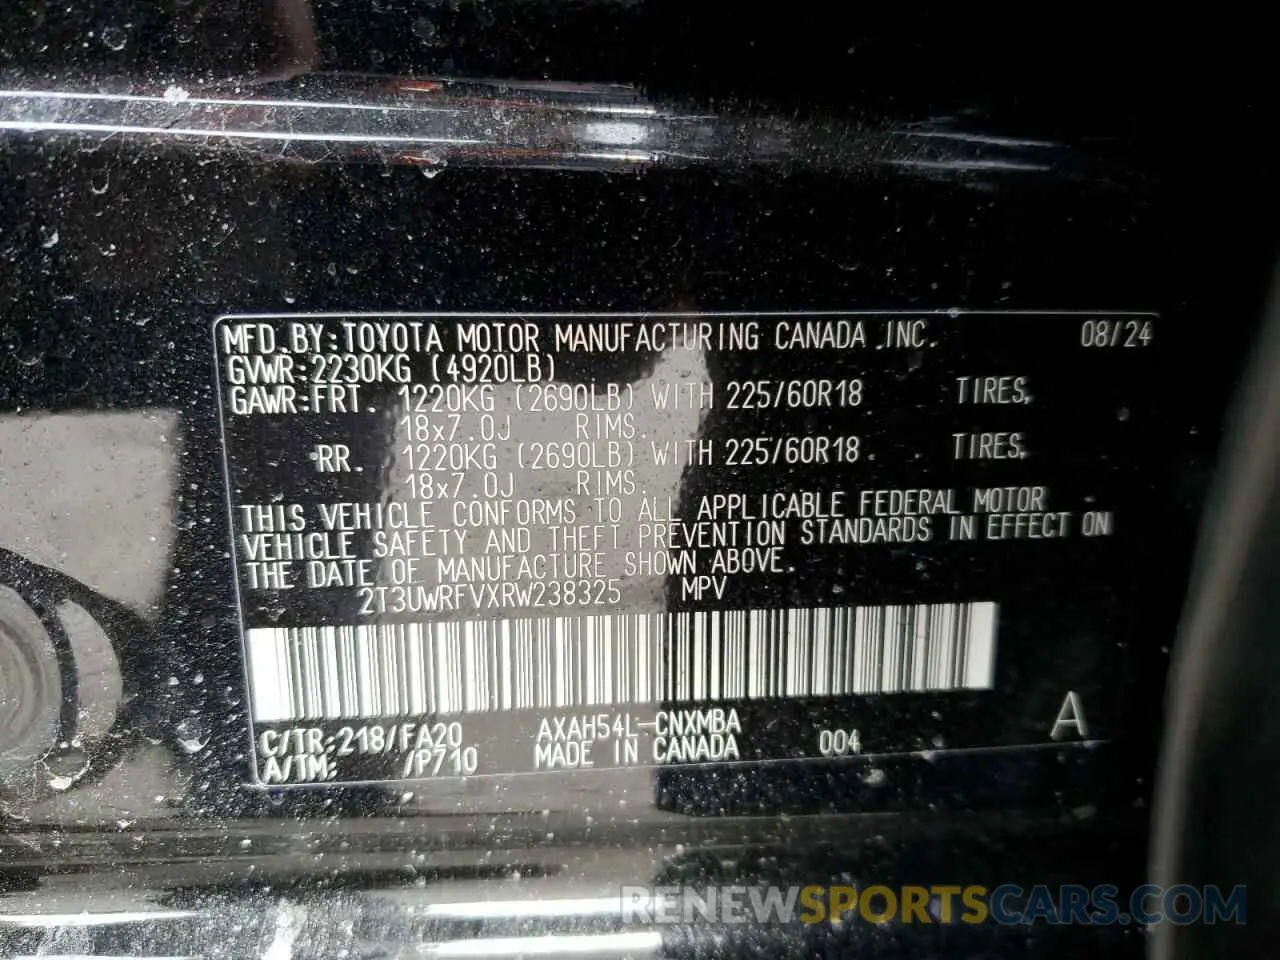 MFD.BY:TOYOTA MOTOR MANUFACTURING CANADA INC. 08/24
GVWR:2230KG (4920LB)
GAWR:FRT. 1220KG (2690LB) WITH 225/60R18 TIRES,
18x7.0J RIMS.
RR. 1220KG (2690LB) WITH 225/60R18 TIRES,
18x7.0J RIMS.
THIS VEHICLE CONFORMS TO ALL APPLICABLE FEDERAL MOTOR
VEHICLE SAFETY AND THEFT PREVENTION STANDARDS IN EFFECT ON
THE DATE OF MANUFACTURE SHOWN ABOVE.
2T3UWRFVXRW238325 MPV
C/TR:218/FA20 AXAH54L-CNXMBA 004 A
A/TM: /P710 MADE IN CANADA
RENEWSPORTSCARS.COM